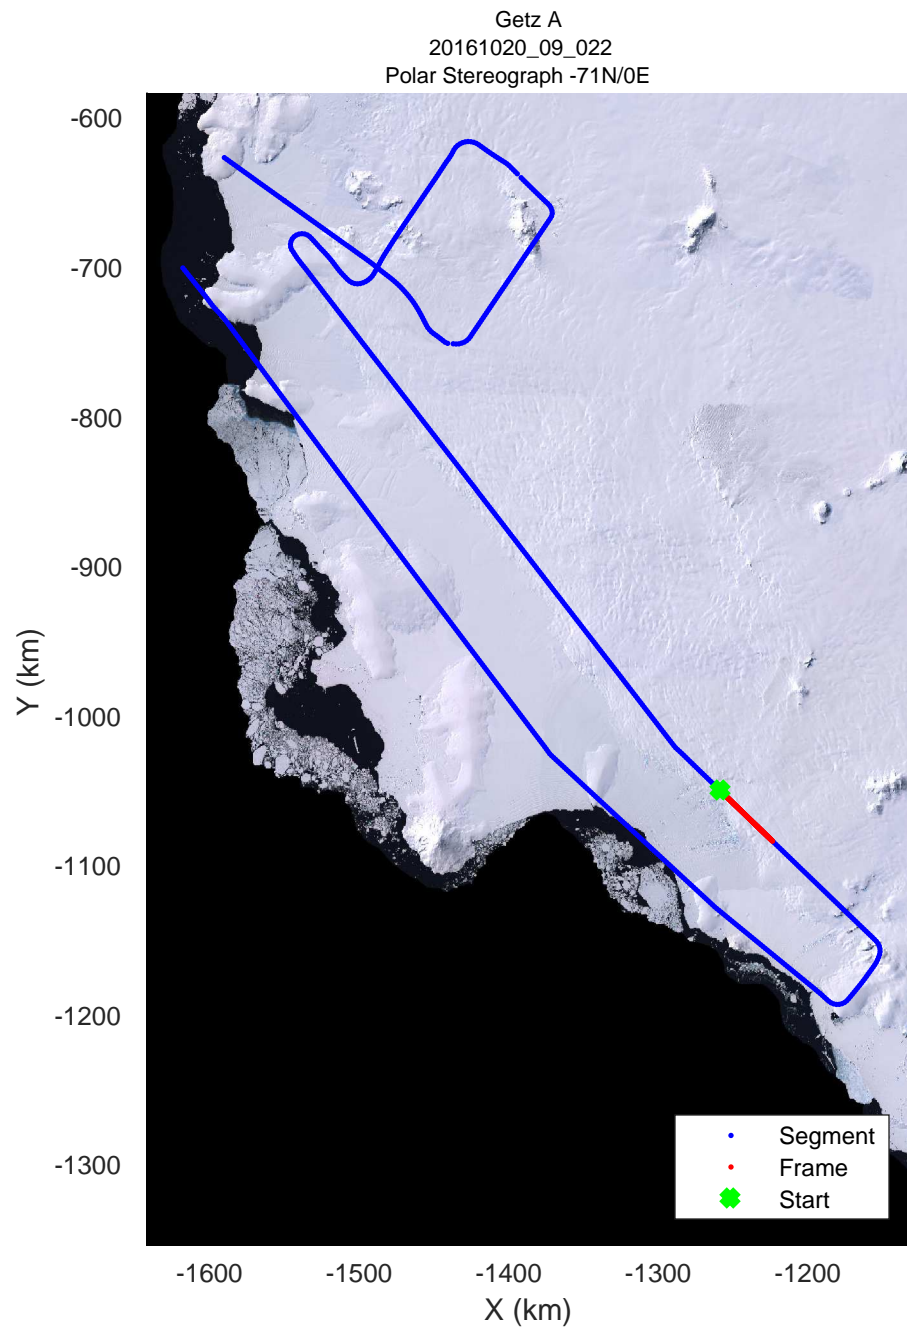 Getz A
20161020_09_022
Polar Stereograph -71N/0E
-600
-700
-800
-900
-1000
-1100
-1200
-1300
Y (km)
-1600
-1500
-1400
-1300
-1200
X (km)
Segment
Frame
Start